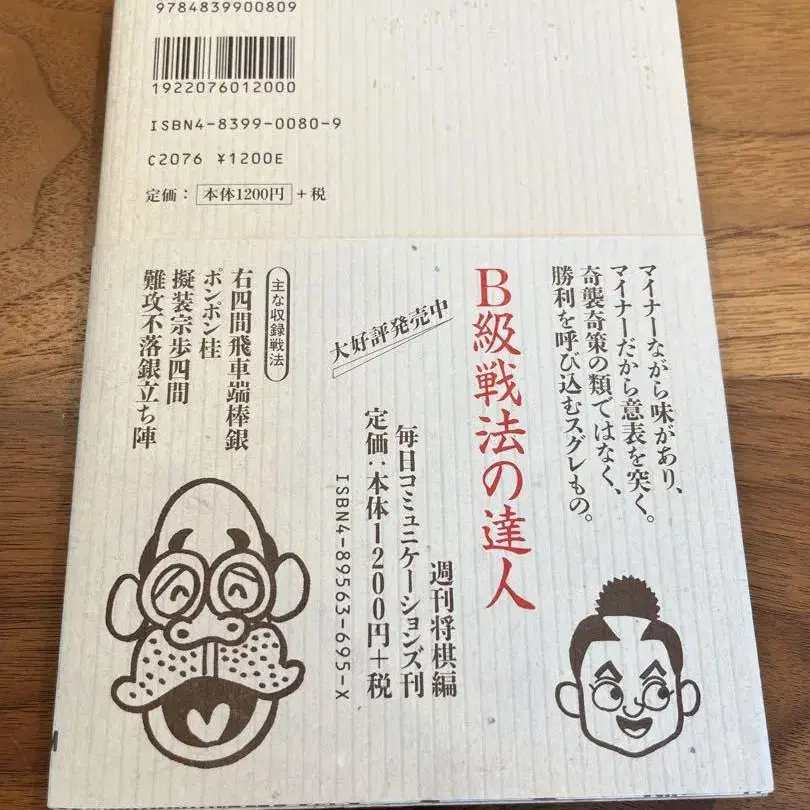 9784839900809
1922076012000
ISBN4-8399-0080-9
C2076 ¥1200E
定価：本体1200円＋税
マイナーながら味があり、
マイナーだから意表を突く。
奇襲奇策の類ではなく、
勝利を呼び込むスグレもの。
B級戦法の達人
週刊将棋編
毎日コミュニケーションズ刊
定価：本体1200円＋税
ISBN4-89563-695-X
大好評発売中
主な収録戦法
右四間飛車端棒銀
ポンポン桂
擬装宗歩四間
難攻不落銀立ち陣